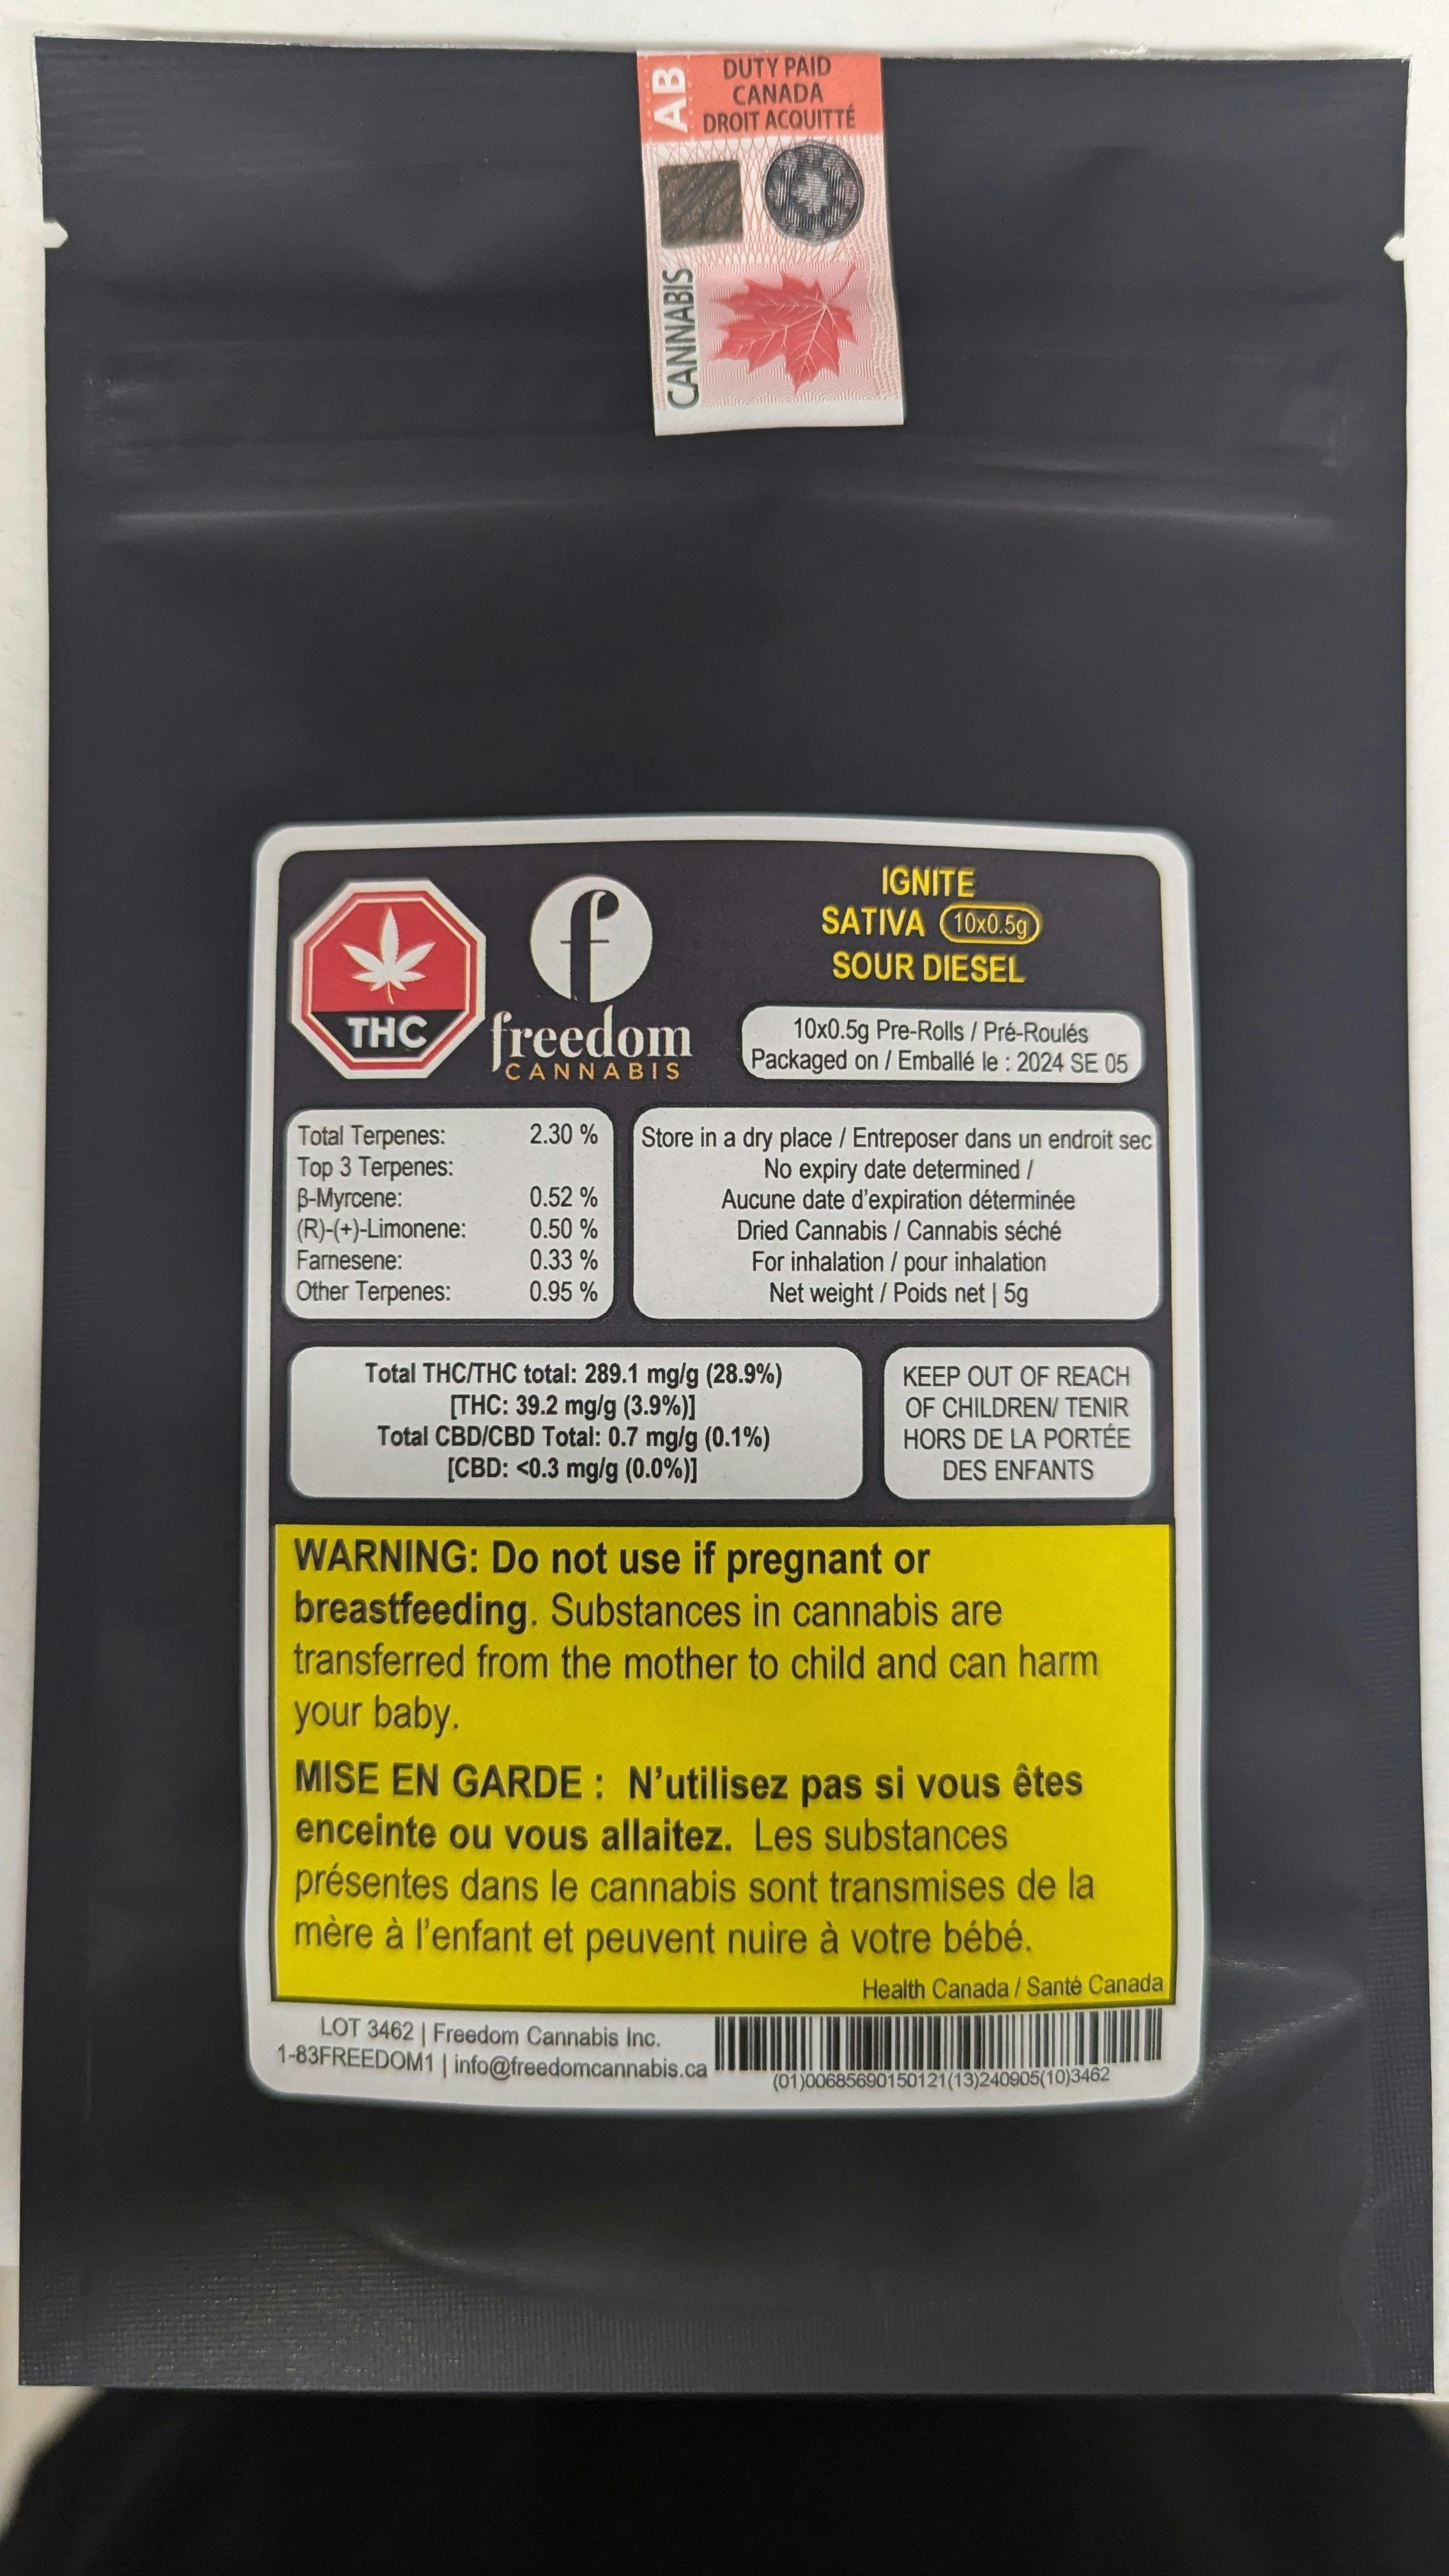 AB
DUTY PAID
CANADA
DROIT ACQUITTÉ
CANNABIS
THC
f
freedom
CANNABIS
IGNITE
SATIVA 10x0.5g
SOUR DIESEL
10x0.5g Pre-Rolls / Pré-Roulés
Packaged on / Emballé le : 2024 SE 05
Total Terpenes: 2.30 %
Top 3 Terpenes:
β-Myrcene: 0.52 %
(R)-(+)-Limonene: 0.50 %
Farnesene: 0.33 %
Other Terpenes: 0.95 %
Store in a dry place / Entreposer dans un endroit sec
No expiry date determined /
Aucune date d'expiration déterminée
Dried Cannabis / Cannabis séché
For inhalation / pour inhalation
Net weight / Poids net | 5g
Total THC/THC total: 289.1 mg/g (28.9%)
[THC: 39.2 mg/g (3.9%)]
Total CBD/CBD Total: 0.7 mg/g (0.1%)
[CBD: <0.3 mg/g (0.0%)]
KEEP OUT OF REACH
OF CHILDREN/ TENIR
HORS DE LA PORTÉE
DES ENFANTS
WARNING: Do not use if pregnant or
breastfeeding. Substances in cannabis are
transferred from the mother to child and can harm
your baby.
MISE EN GARDE : N'utilisez pas si vous êtes
enceinte ou vous allaitez. Les substances
présentes dans le cannabis sont transmises de la
mère à l'enfant et peuvent nuire à votre bébé.
Health Canada / Santé Canada
LOT 3462 | Freedom Cannabis Inc.
1-83FREEDOM1 | info@freedomcannabis.ca
(01)00685690150121(13)240905(10)3462